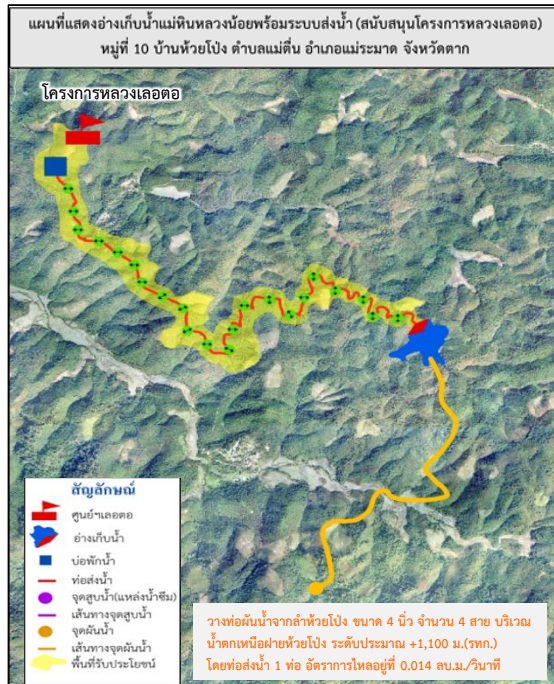 แผนที่แสดงอ่างเก็บน้ำแม่หินหลวงน้อยพร้อมระบบส่งน้ำ (สนับสนุนโครงการหลวงเลอตอ)
หมู่ที่ 10 บ้านห้วยโป่ง ตำบลแม่ตื่น อำเภอแม่ระมาด จังหวัดตาก
โครงการหลวงเลอตอ
สัญลักษณ์
ศูนย์ฯเลอตอ
อ่างเก็บน้ำ
บ่อพักน้ำ
ท่อส่งน้ำ
จุดสูบน้ำ(แหล่งน้ำซึม)
เส้นทางจุดสูบน้ำ
จุดผันน้ำ
เส้นทางจุดผันน้ำ
พื้นที่รับประโยชน์
วางท่อผันน้ำจากลำห้วยโป่ง ขนาด 4 นิ้ว จำนวน 4 สาย บริเวณ
น้ำตกเหนือฝายห้วยโป่ง ระดับประมาณ +1,100 ม.(รทก.)
โดยท่อส่งน้ำ 1 ท่อ อัตราการไหลอยู่ที่ 0.014 ลบ.ม./วินาที